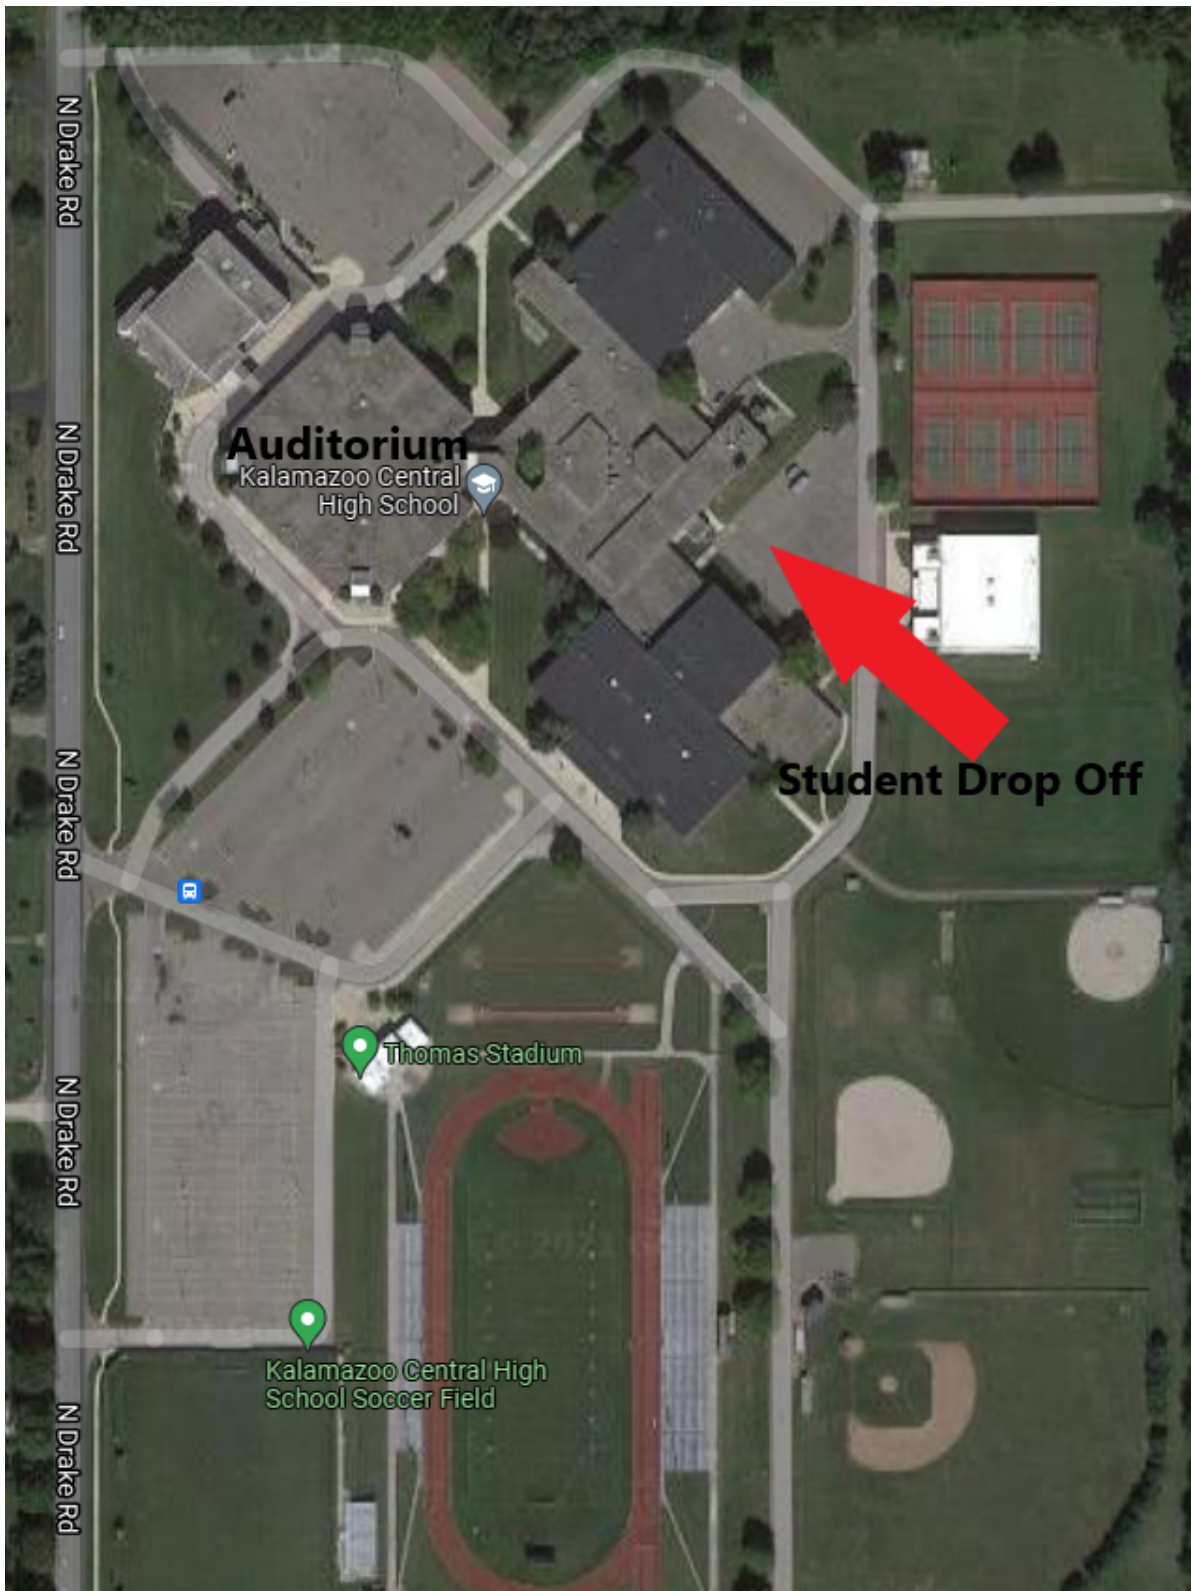 N Drake Rd
Auditorium
Kalamazoo Central
High School
N Drake Rd
Student Drop Off
N Drake Rd
Thomas Stadium
N Drake Rd
Kalamazoo Central High
School Soccer Field
N Drake Rd